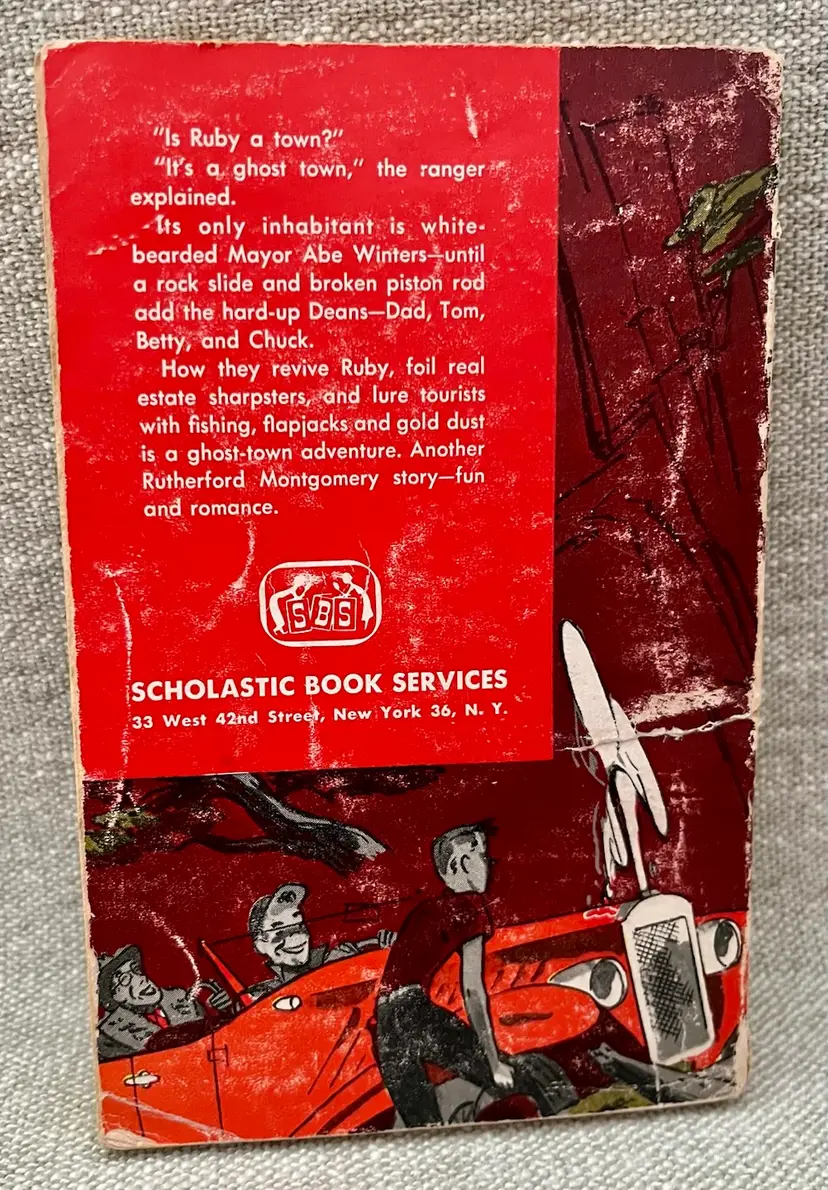 "Is Ruby a town?"
"It's a ghost town," the ranger
explained.
Its only inhabitant is white-
bearded Mayor Abe Winters—until
a rock slide and broken piston rod
add the hard-up Deans—Dad, Tom,
Betty, and Chuck.
How they revive Ruby, foil real
estate sharpsters, and lure tourists
with fishing, flapjacks and gold dust
is a ghost-town adventure. Another
Rutherford Montgomery story—fun
and romance.
SBS
SCHOLASTIC BOOK SERVICES
33 West 42nd Street, New York 36, N. Y.